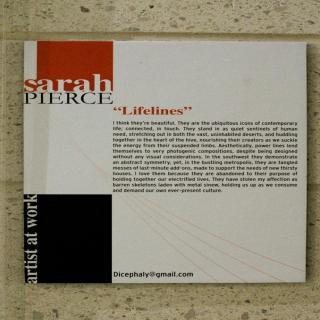 sarah
PIERCE
"Lifelines"
I think they're beautiful. They are the ubiquitous icons of contemporary
life; connected, in touch. They stand in as quiet sentinels of human
need, stretching out in both the vast, uninhabited deserts, and huddling
together in the heart of the hive, nourishing their creators as we suckle
the energy from their suspended limbs. Aesthetically, power lines lend
themselves to very photogenic compositions, despite being designed
without any visual considerations. In the southwest they demonstrate
an abstract symmetry, yet, in the bustling metropolis, they are tangled
messes of last-minute add-ons, made to support the needs of new thirsty
houses. I love them because they are abandoned to their purpose of
holding together our electrified lives. They have stolen my affection as
barren skeletons laden with metal sinew, holding us up as we consume
and demand our own ever-present culture.
artist at work
Dicephaly@gmail.com